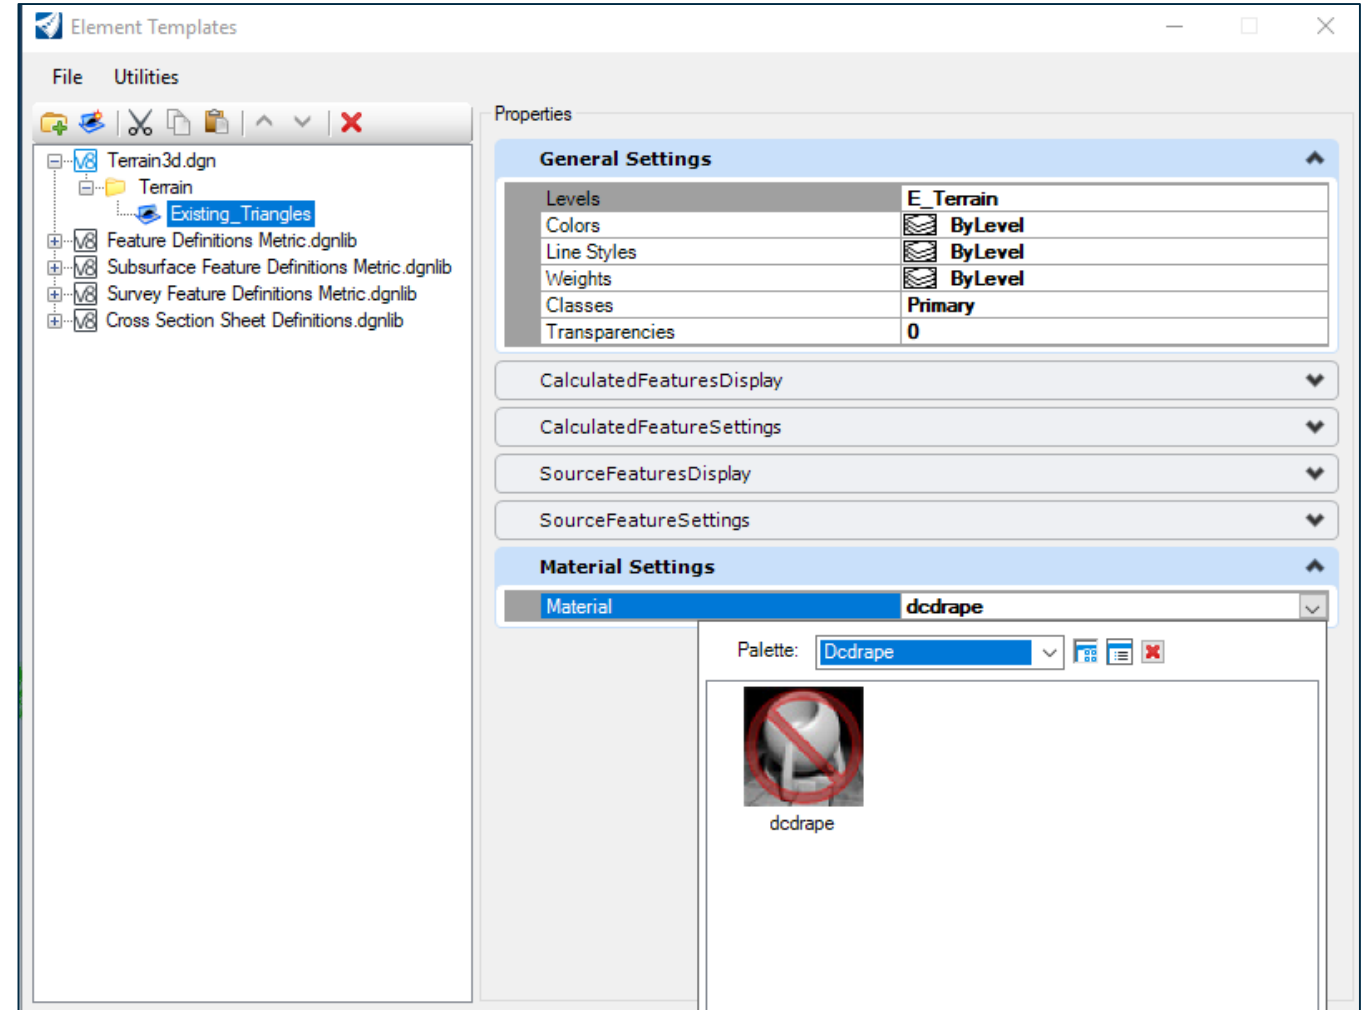 Element Templates
File Utilities
Properties
Terrain3d.dgn
Terrain
Existing_Triangles
Feature Definitions Metric.dgnlib
Subsurface Feature Definitions Metric.dgnlib
Survey Feature Definitions Metric.dgnlib
Cross Section Sheet Definitions.dgnlib
General Settings
Levels E_Terrain
Colors ByLevel
Line Styles ByLevel
Weights ByLevel
Classes Primary
Transparencies 0
CalculatedFeaturesDisplay
CalculatedFeatureSettings
SourceFeaturesDisplay
SourceFeatureSettings
Material Settings
Material dcdrape
Palette: Dcdrape
dcdrape